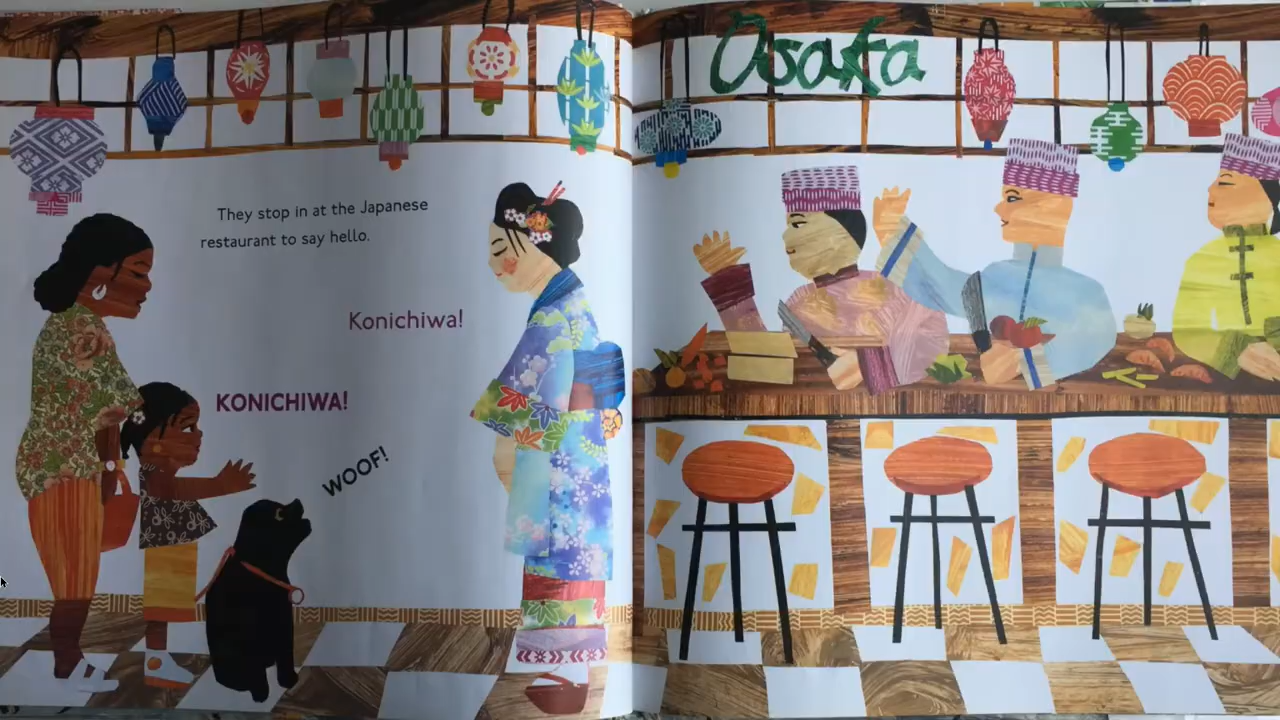 They stop in at the Japanese
restaurant to say hello.
Konichiwa!
KONICHIWA!
WOOF!
Osaka